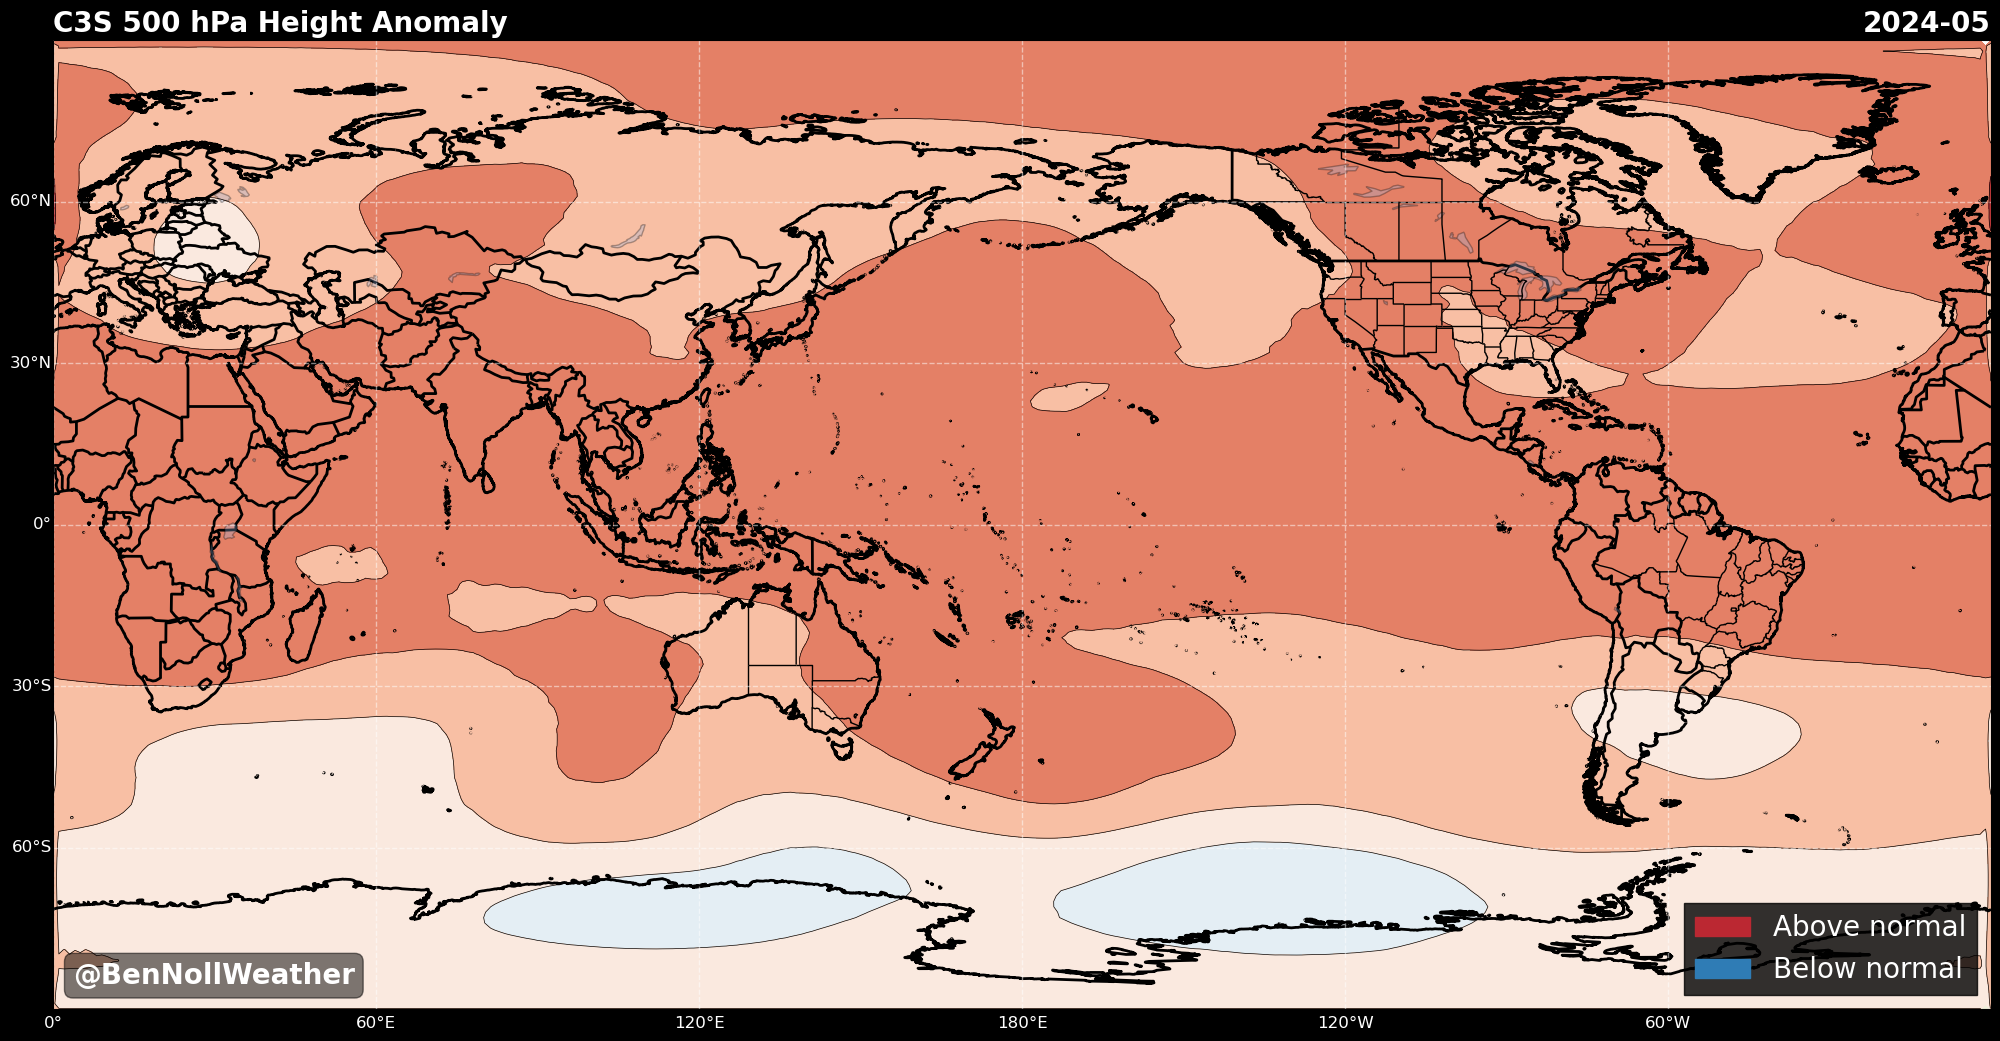 C3S 500 hPa Height Anomaly
2024-05
60°N
30°N
0°
30°S
60°S
0°
60°E
120°E
180°E
120°W
60°W
@BenNollWeather
Above normal
Below normal